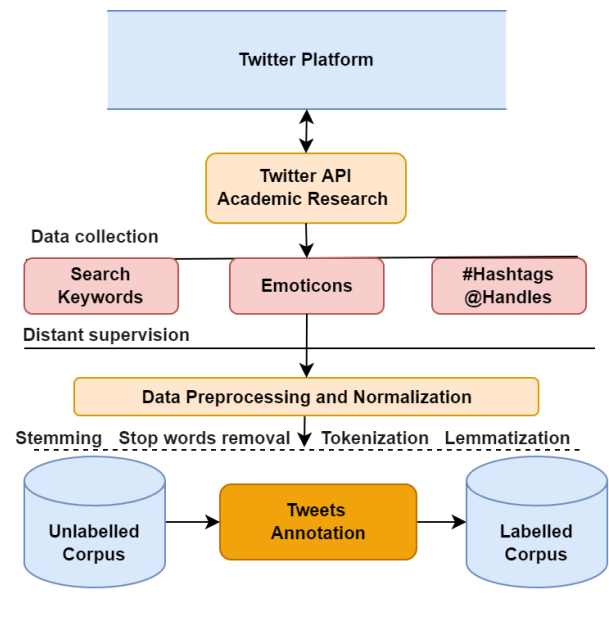 Twitter Platform
Twitter API
Academic Research
Data collection
Search
Keywords
Emoticons
#Hashtags
@Handles
Distant supervision
Data Preprocessing and Normalization
Stemming Stop words removal Tokenization Lemmatization
Unlabelled
Corpus
Tweets
Annotation
Labelled
Corpus